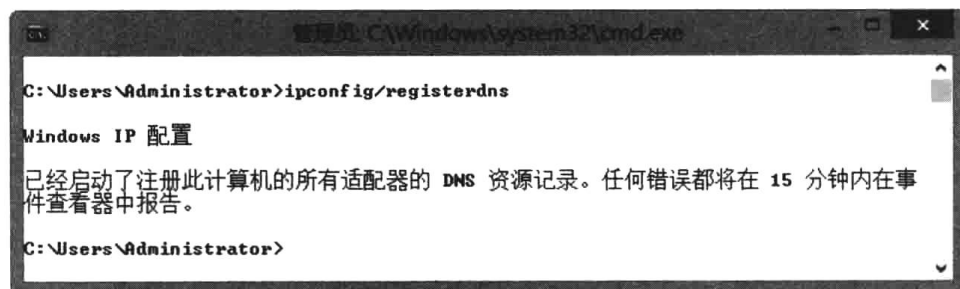 管理员: C:\Windows\system32\cmd.exe
C:\Users\Administrator>ipconfig/registerdns
Windows IP 配置
已经启动了注册此计算机的所有适配器的 DNS 资源记录。任何错误都将在 15 分钟内在事
件查看器中报告。
C:\Users\Administrator>